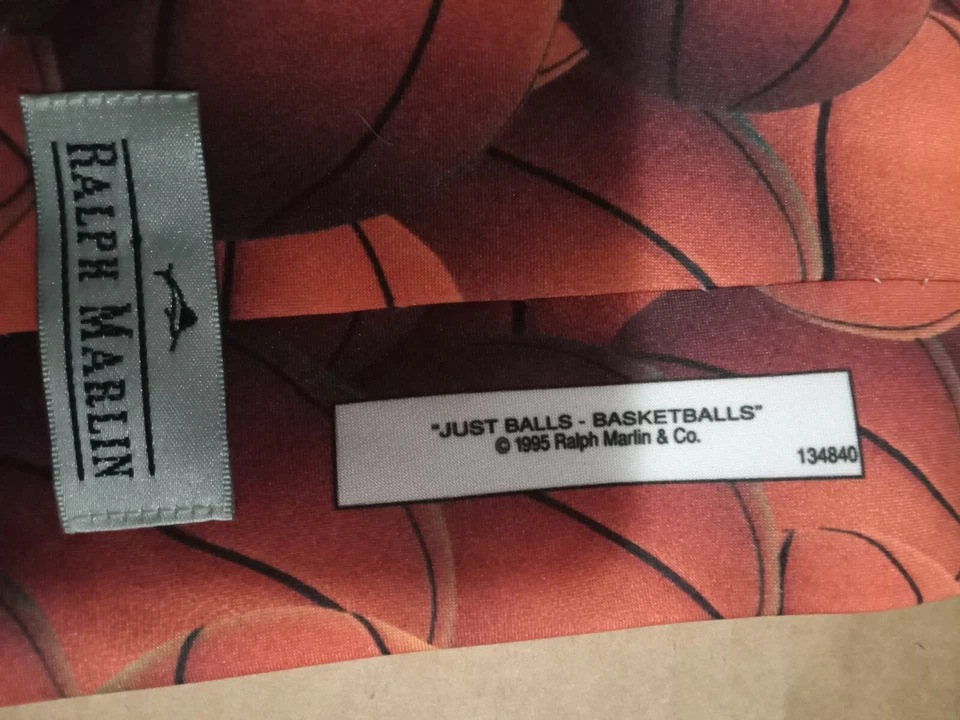 RALPH MARLIN
"JUST BALLS - BASKETBALLS"
© 1995 Ralph Marlin & Co.
134840